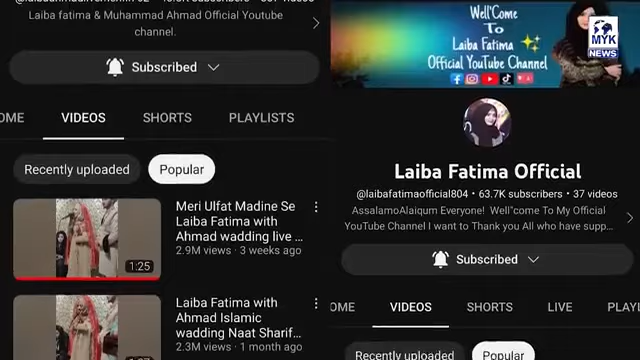 Laiba fatima & Muhammad Ahmad Official Youtube
channel.
Subscribed
OME
VIDEOS
SHORTS
PLAYLISTS
Recently uploaded
Popular
Meri Ulfat Madine Se
Laiba Fatima with
Ahmad wadding live ...
2.9M views · 3 weeks ago
1:25
Laiba Fatima with
Ahmad Islamic
wadding Naat Sharif...
2.3M views · 1 month ago
Well'Come
To
Laiba Fatima
Official YouTube Channel
MYK
NEWS
Laiba Fatima Official
@laibafatimaofficial804 • 63.7K subscribers • 37 videos
AssalamoAlaiqum Everyone! Well"come To My Official
YouTube Channel I want to Thank you All who have supp...
Subscribed
OME
VIDEOS
SHORTS
LIVE
PLAYL
Recently uploaded
Popular